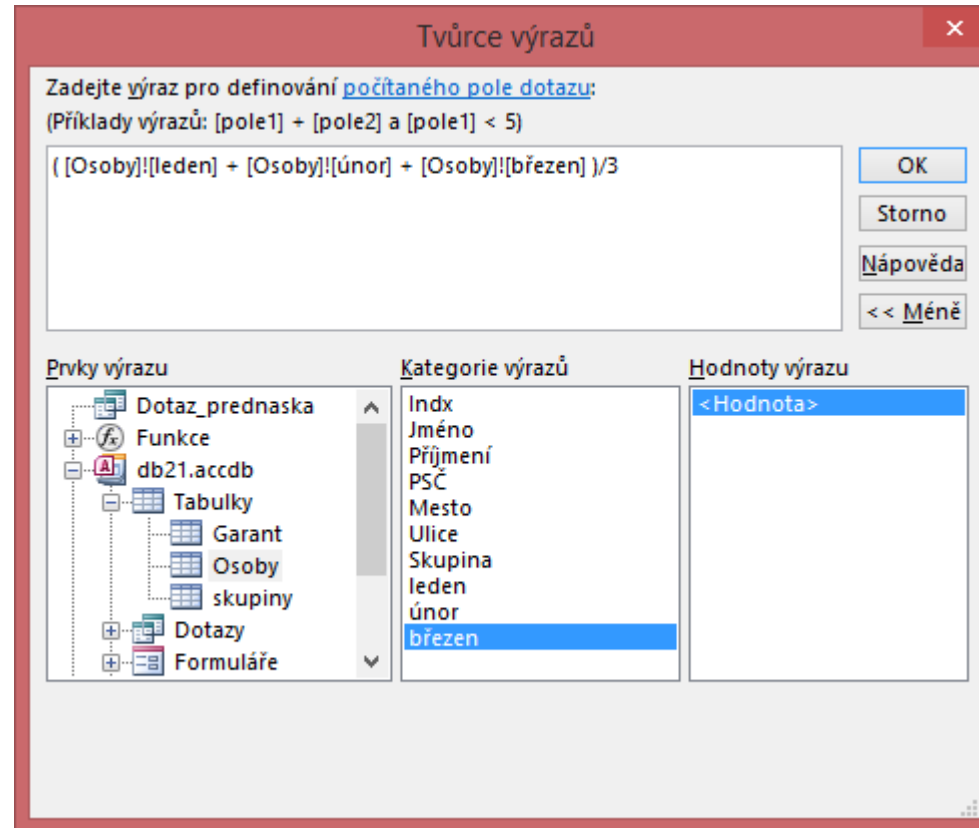 Tvůrce výrazů
Zadejte výraz pro definování počítaného pole dotazu:
(Příklady výrazů: [pole1] + [pole2] a [pole1] < 5)
( [Osoby]![leden] + [Osoby]![únor] + [Osoby]![březen] )/3
OK
Storno
Nápověda
<< Méně
Prvky výrazu
Dotaz_prednaska
Funkce
db21.accdb
Tabulky
Garant
Osoby
skupiny
Dotazy
Formuláře
Kategorie výrazů
Indx
Jméno
Příjmení
PSČ
Mesto
Ulice
Skupina
leden
únor
březen
Hodnoty výrazu
<Hodnota>